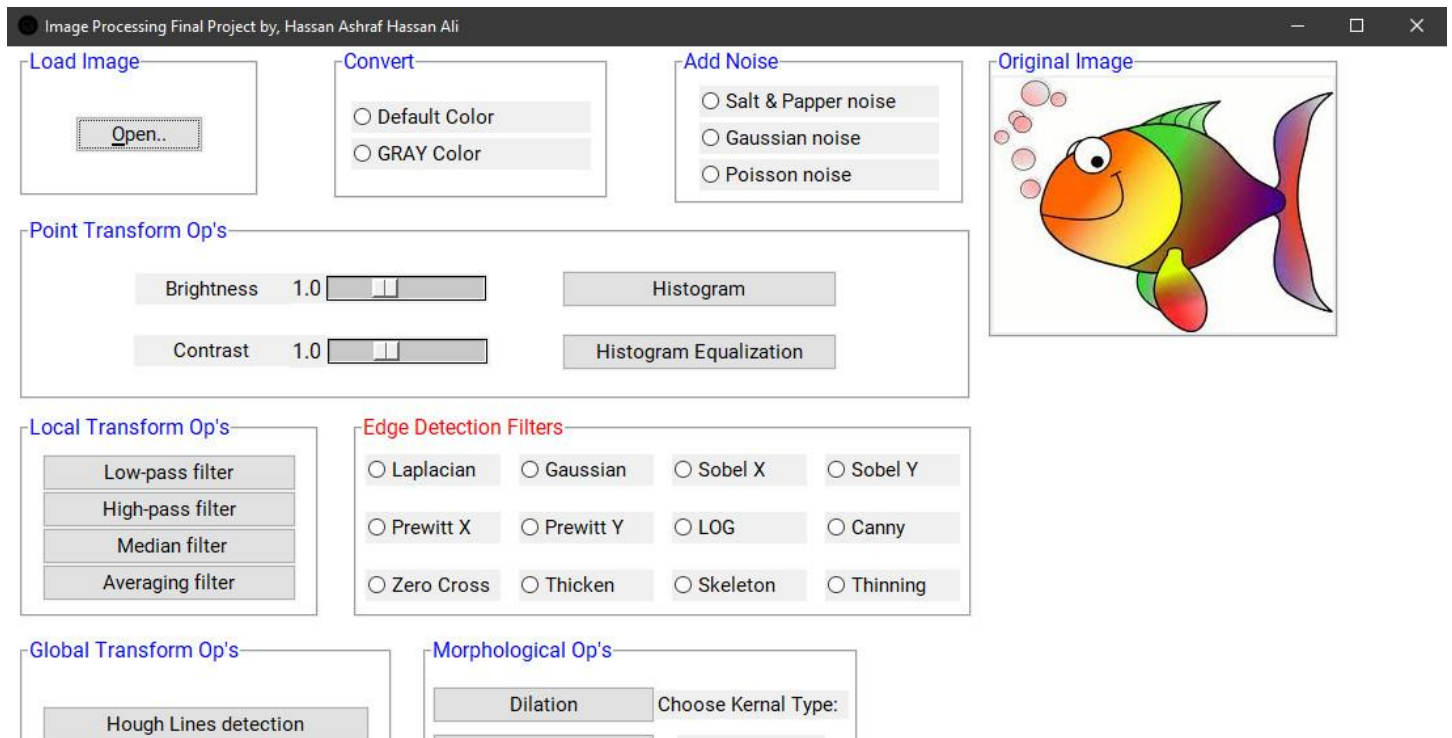 Image Processing Final Project by, Hassan Ashraf Hassan Ali
Load Image
Open..
Convert
Default Color
GRAY Color
Add Noise
Salt & Papper noise
Gaussian noise
Poisson noise
Original Image
Point Transform Op's
Brightness 1.0
Histogram
Contrast 1.0
Histogram Equalization
Local Transform Op's
Low-pass filter
High-pass filter
Median filter
Averaging filter
Edge Detection Filters
Laplacian Gaussian Sobel X Sobel Y
Prewitt X Prewitt Y LOG Canny
Zero Cross Thicken Skeleton Thinning
Global Transform Op's
Hough Lines detection
Morphological Op's
Dilation Choose Kernal Type: